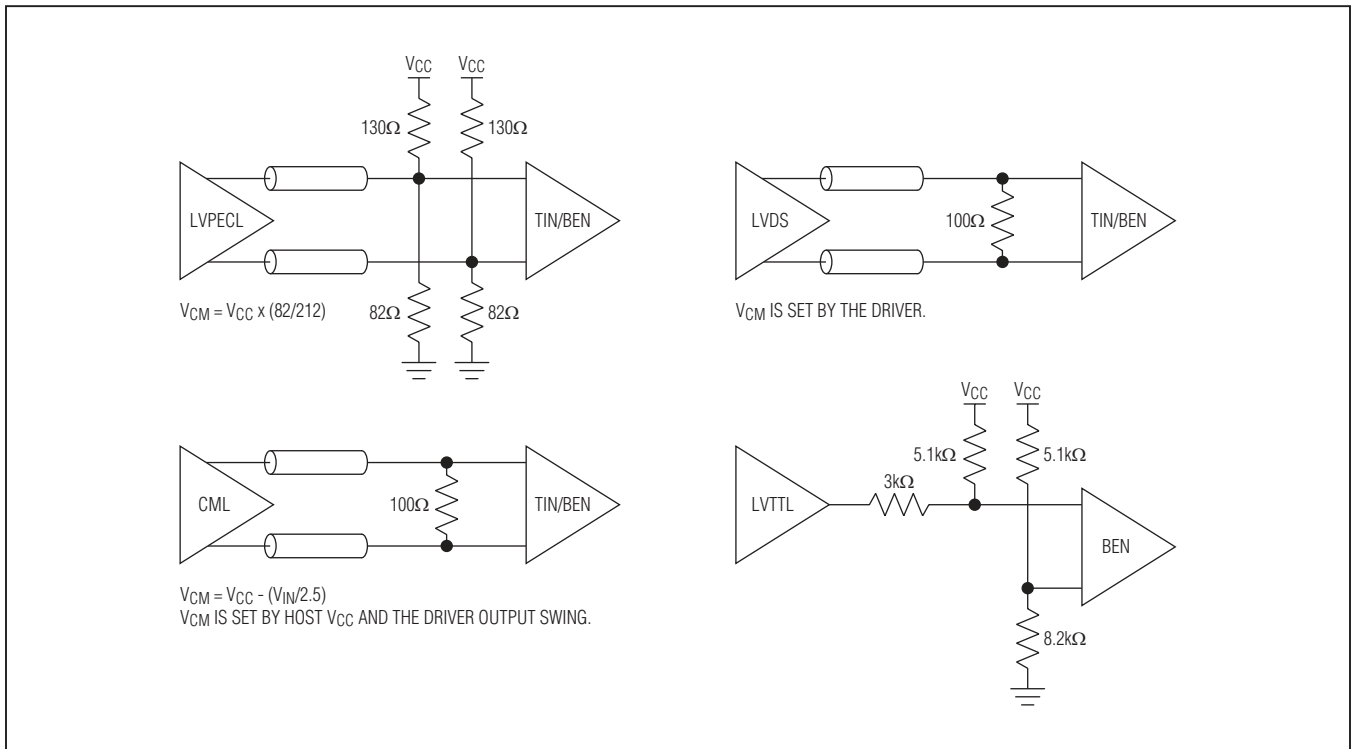 VCC VCC
130Ω 130Ω
LVPECL TIN/BEN
82Ω 82Ω
VCM = VCC x (82/212)
LVDS 100Ω TIN/BEN
VCM IS SET BY THE DRIVER.
CML 100Ω TIN/BEN
VCM = VCC - (VIN/2.5)
VCM IS SET BY HOST VCC AND THE DRIVER OUTPUT SWING.
VCC VCC
5.1kΩ 5.1kΩ
3kΩ
LVTTL
BEN
8.2kΩ